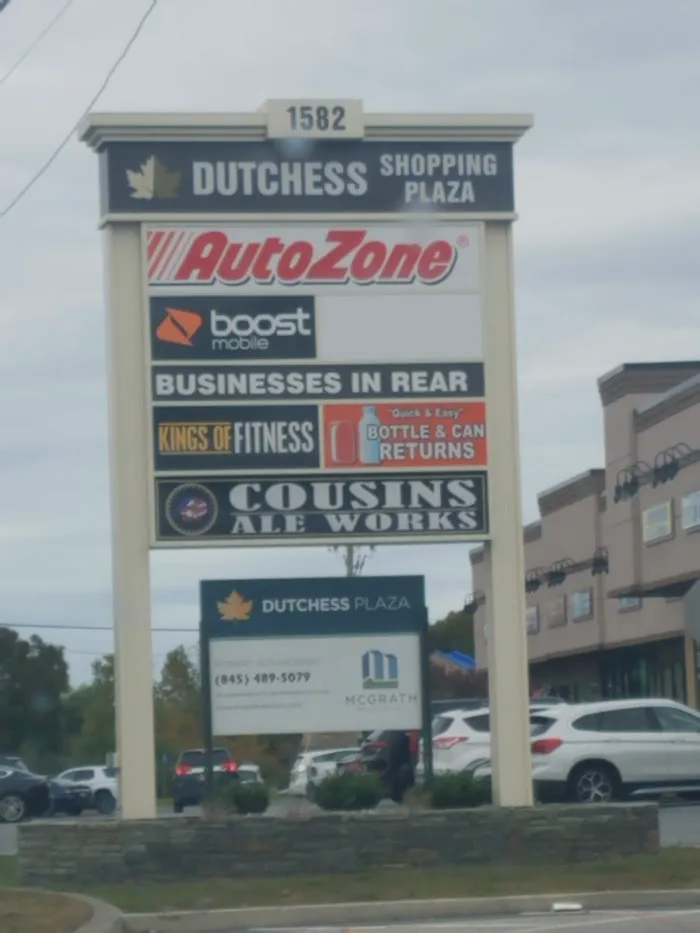 1582
DUTCHESS SHOPPING PLAZA
AutoZone®
boost
mobile
BUSINESSES IN REAR
KINGS OF FITNESS
"Quick & Easy"
BOTTLE & CAN
RETURNS
COUSINS
ALE WORKS
DUTCHESS PLAZA
(845) 489-5079
MCGRATH